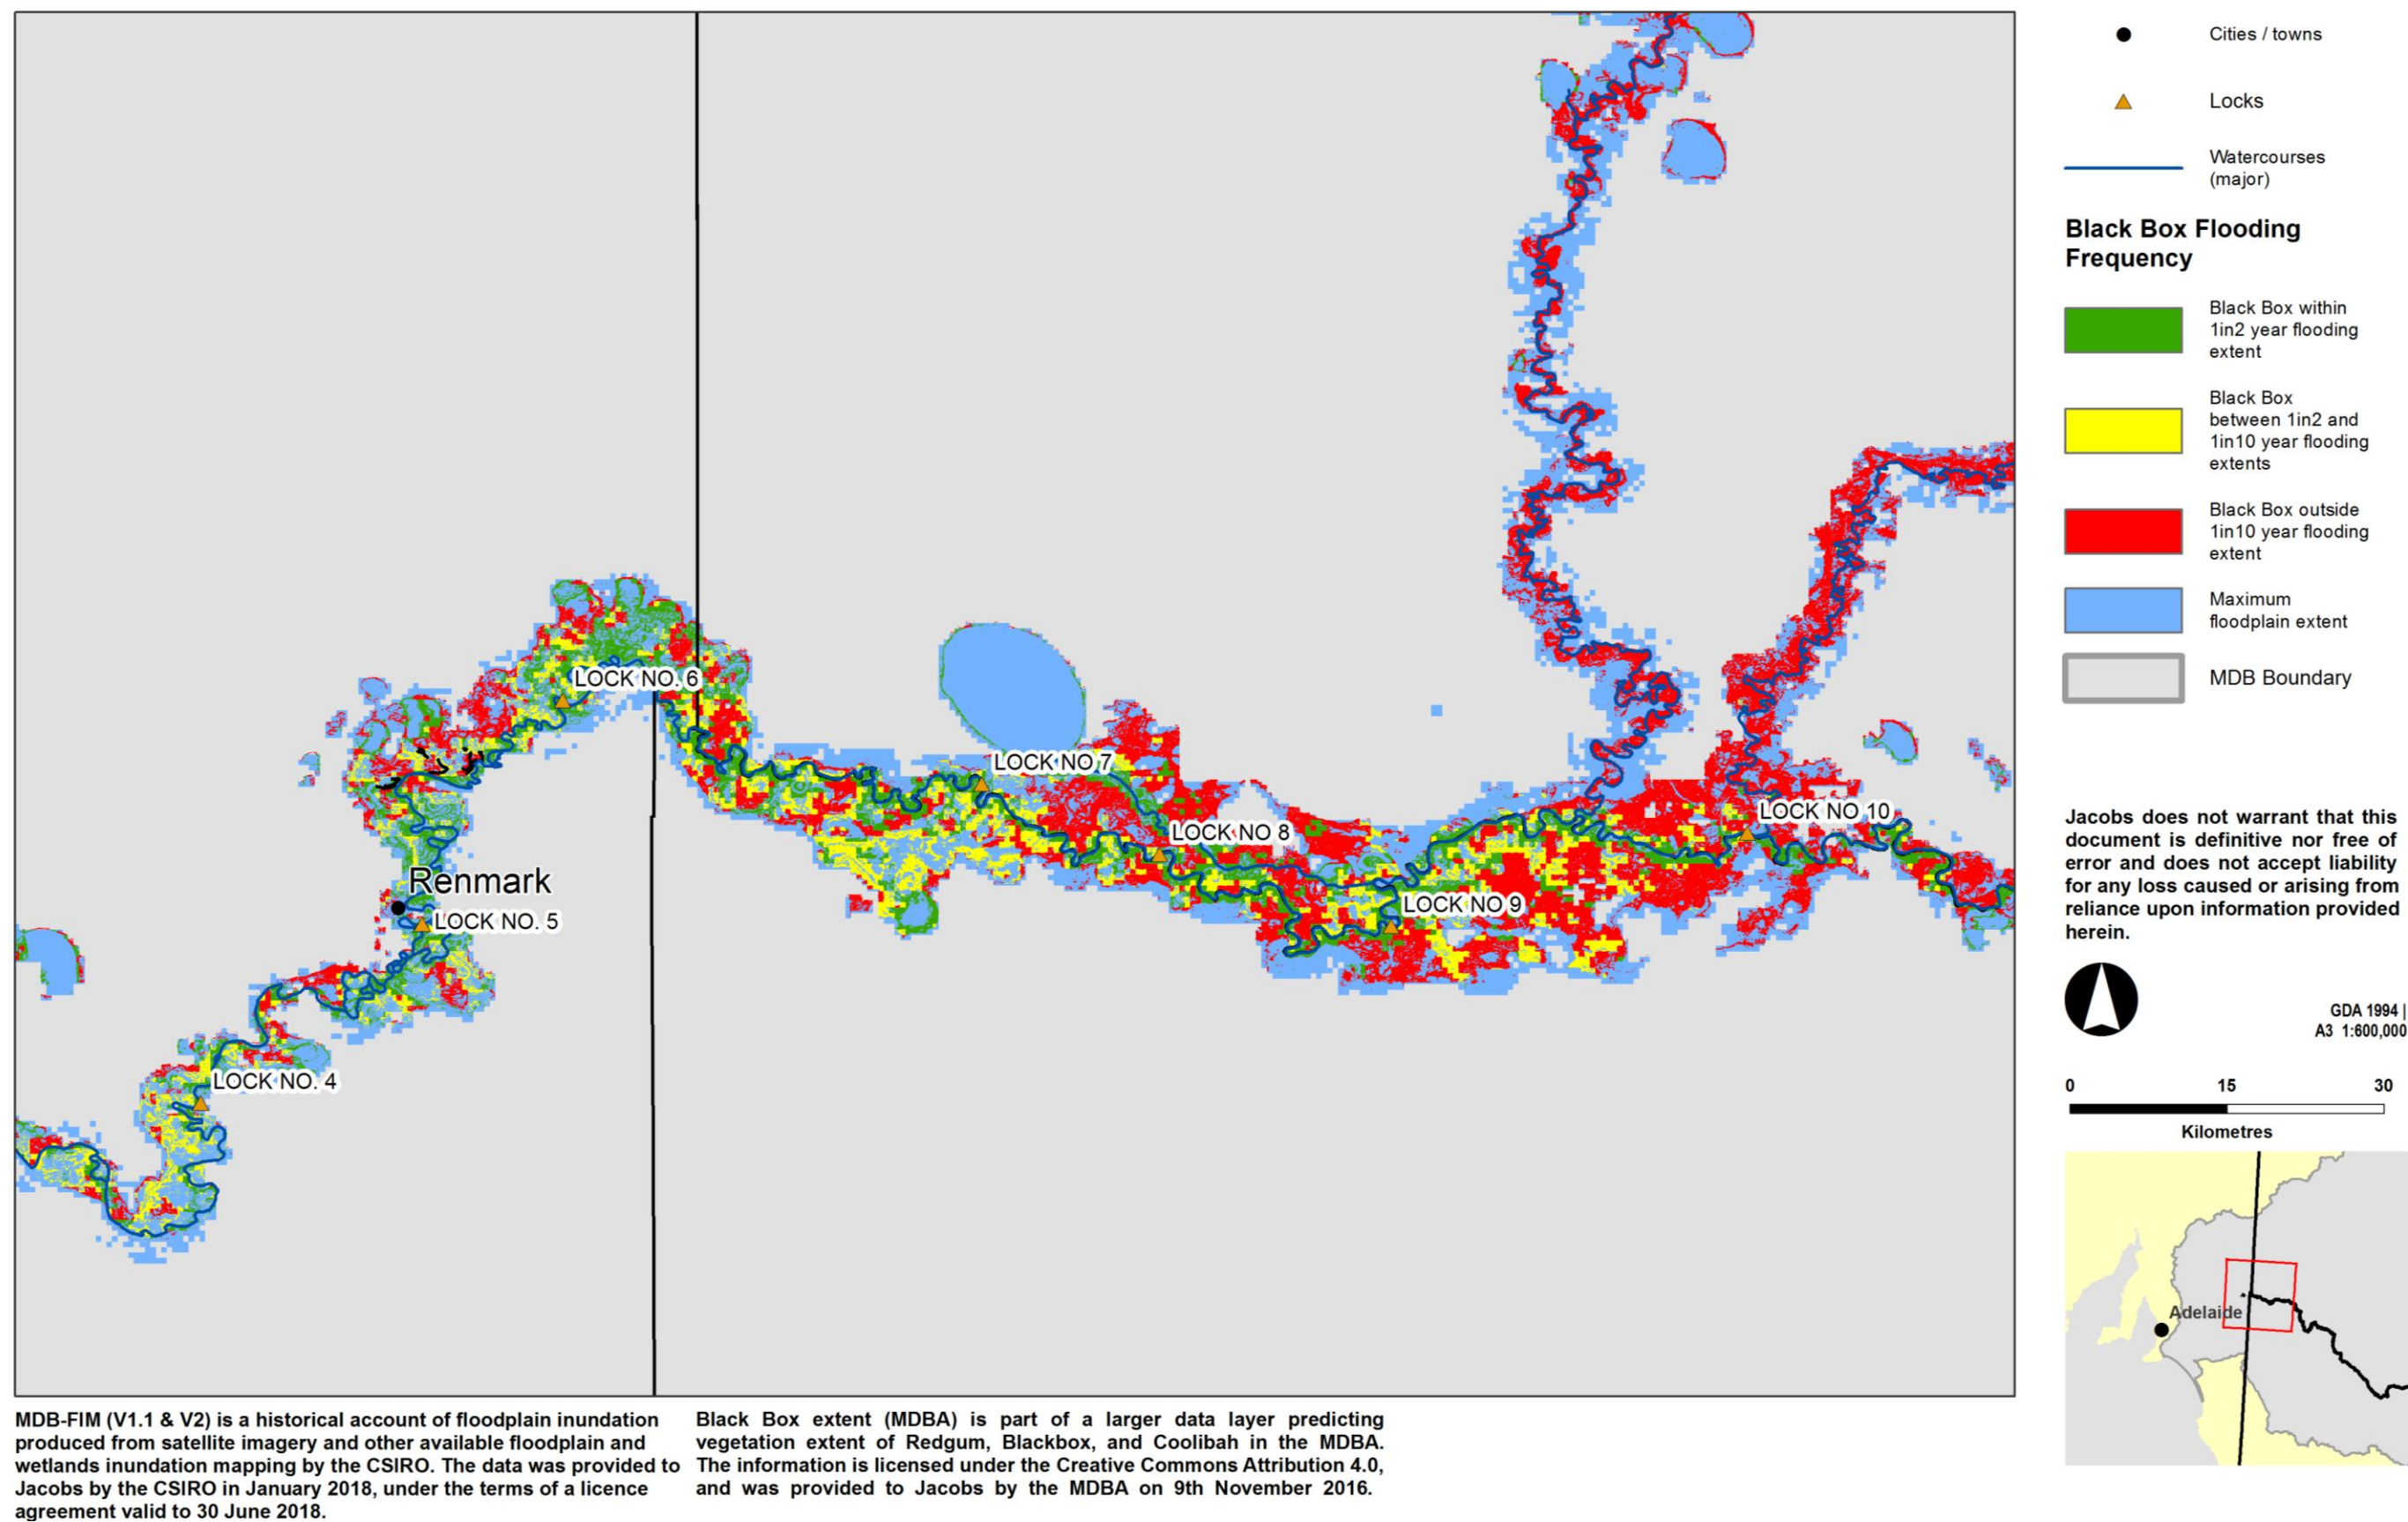 LOCK NO. 6
LOCK NO 7
LOCK NO 8
LOCK NO 10
Renmark
LOCK NO. 5
LOCK NO 9
LOCK NO. 4
Cities / towns
Locks
Watercourses
(major)
Black Box Flooding
Frequency
Black Box within
1in2 year flooding
extent
Black Box
between 1in2 and
1in10 year flooding
extents
Black Box outside
1in10 year flooding
extent
Maximum
floodplain extent
MDB Boundary
Jacobs does not warrant that this
document is definitive nor free of
error and does not accept liability
for any loss caused or arising from
reliance upon information provided
herein.
GDA 1994 |
A3 1:600,000
0 15 30
Kilometres
Adelaide
MDB-FIM (V1.1 & V2) is a historical account of floodplain inundation
produced from satellite imagery and other available floodplain and
wetlands inundation mapping by the CSIRO. The data was provided to
Jacobs by the CSIRO in January 2018, under the terms of a licence
agreement valid to 30 June 2018.
Black Box extent (MDBA) is part of a larger data layer predicting
vegetation extent of Redgum, Blackbox, and Coolibah in the MDBA.
The information is licensed under the Creative Commons Attribution 4.0,
and was provided to Jacobs by the MDBA on 9th November 2016.